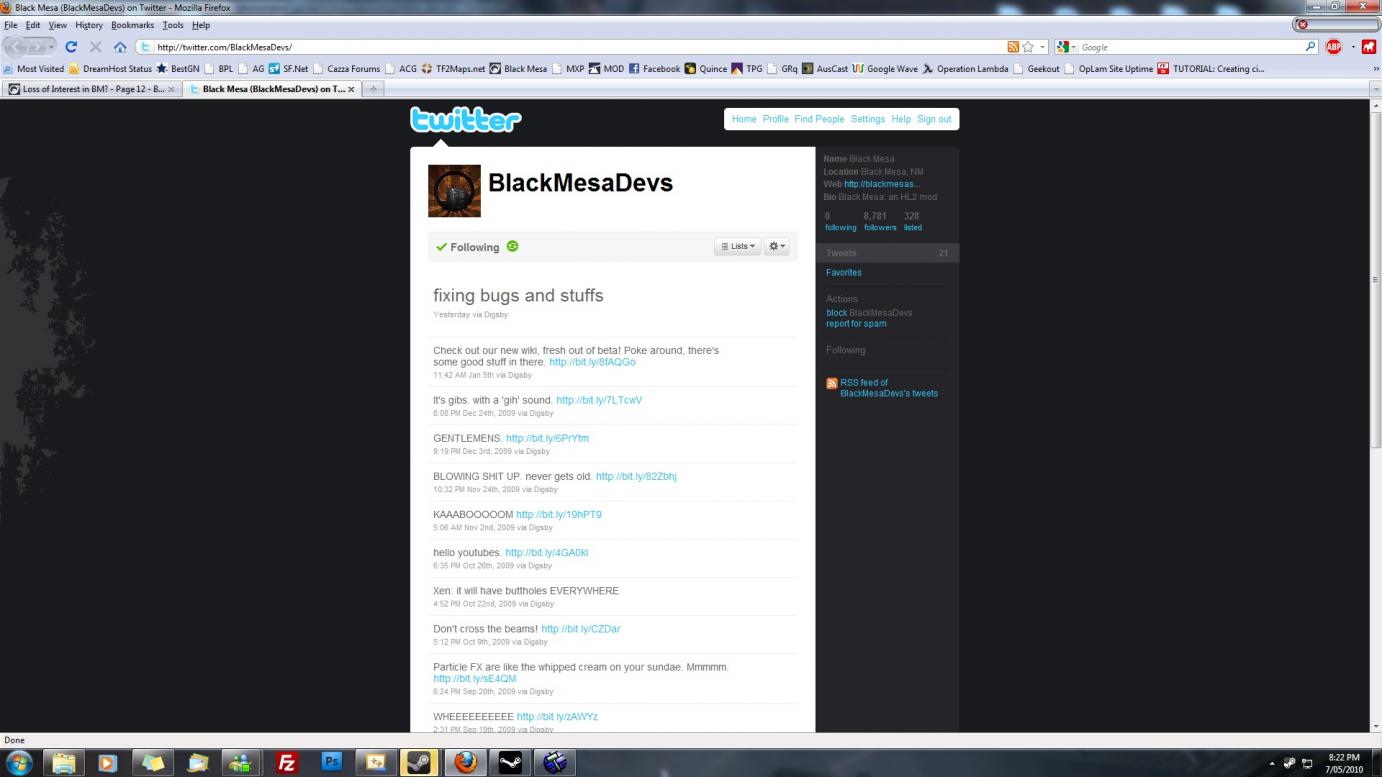 Black Mesa (BlackMesaDevs) on Twitter - Mozilla Firefox
File Edit View History Bookmarks Tools Help
http://twitter.com/BlackMesaDevs/
Google
ABP
Most Visited DreamHost Status BestGN BPL AG SF.Net Cazza Forums ACG TF2Maps.net Black Mesa MXP MOD Facebook Quince TPG GRq AusCast Google Wave Operation Lambda Geekout OpLam Site Uptime TUTORIAL: Creating ci...
Loss of Interest in BM? - Page 12 - B...
Black Mesa (BlackMesaDevs) on T...
twitter
Home Profile Find People Settings Help Sign out
BlackMesaDevs
Following
Lists
fixing bugs and stuffs
Yesterday via Digsby
Check out our new wiki, fresh out of beta! Poke around, there's
some good stuff in there. http://bit.ly/8fAQGo
11:42 AM Jan 5th via Digsby
It's gibs. with a 'gih' sound. http://bit.ly/7LTcwV
8:08 PM Dec 24th, 2009 via Digsby
GENTLEMENS. http://bit.ly/6PrYtm
9:19 PM Dec 3rd, 2009 via Digsby
BLOWING SHIT UP. never gets old. http://bit.ly/82Zbhj
10:32 PM Nov 24th, 2009 via Digsby
KAAABOOOOOM http://bit.ly/19hPT9
5:06 AM Nov 2nd, 2009 via Digsby
hello youtubes. http://bit.ly/4GA0kl
6:35 PM Oct 26th, 2009 via Digsby
Xen: it will have buttholes EVERYWHERE
4:52 PM Oct 22nd, 2009 via Digsby
Don't cross the beams! http://bit.ly/CZDar
5:12 PM Oct 9th, 2009 via Digsby
Particle FX are like the whipped cream on your sundae. Mmmmm.
http://bit.ly/sE4QM
6:24 PM Sep 28th, 2009 via Digsby
WHEEEEEEEEEE http://bit.ly/zAWYz
2:31 PM Sep 19th, 2009 via Digsby
Name Black Mesa
Location Black Mesa, NM
Web http://blackmesas...
Bio Black Mesa: an HL2 mod
0 8,781 328
following followers listed
Tweets 21
Favorites
Actions
block BlackMesaDevs
report for spam
Following
RSS feed of
BlackMesaDevs's tweets
Done
Fz
Ps
8:22 PM
7/05/2010